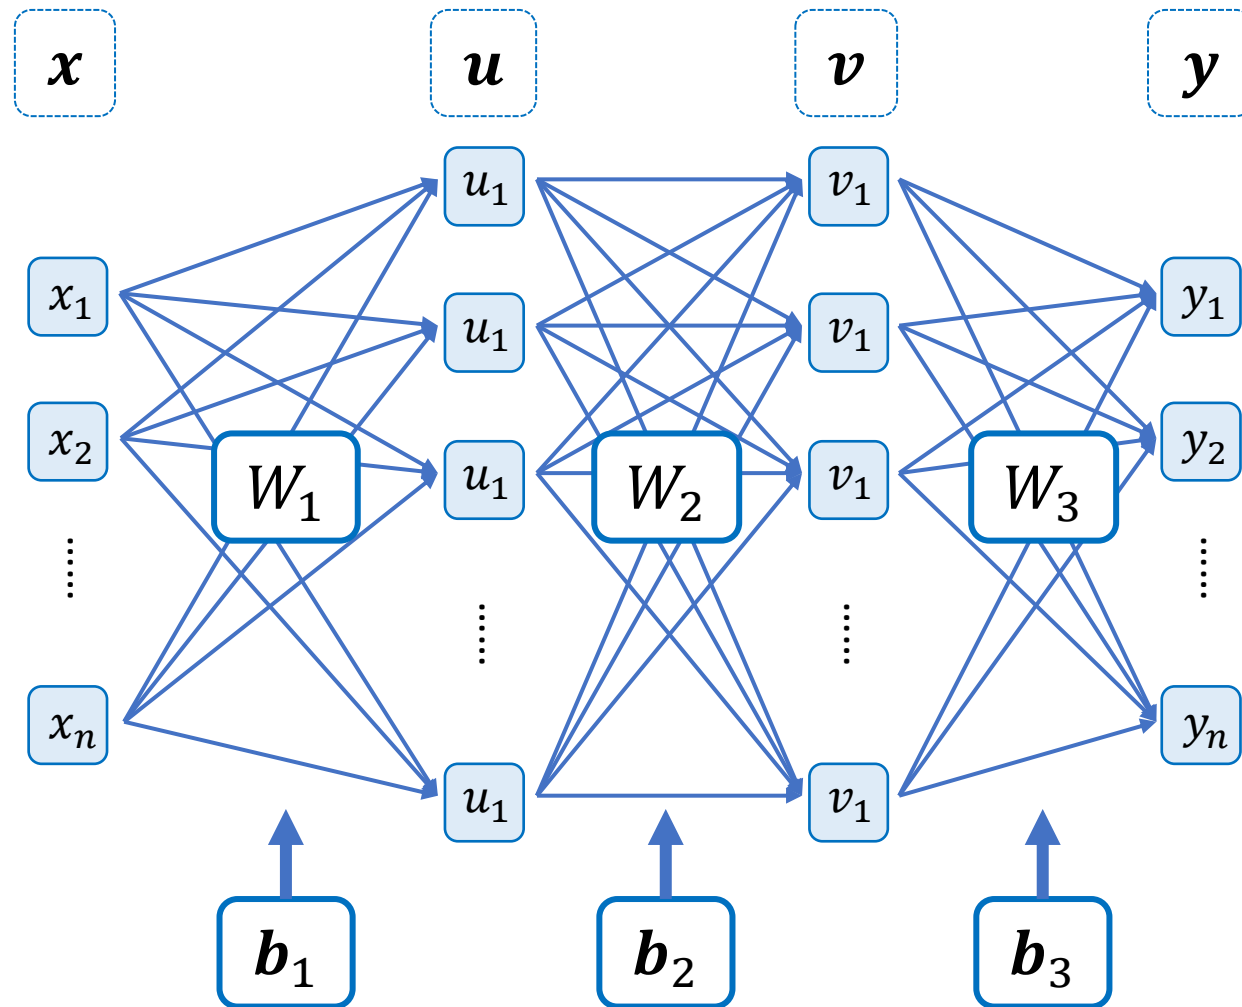 x u v y
u₁ v₁
x₁ y₁
u₁ v₁
x₂ y₂
W₁ u₁ W₂ v₁ W₃
⋮ ⋮
⋮ ⋮
xₙ yₙ
u₁ v₁
b₁ b₂ b₃